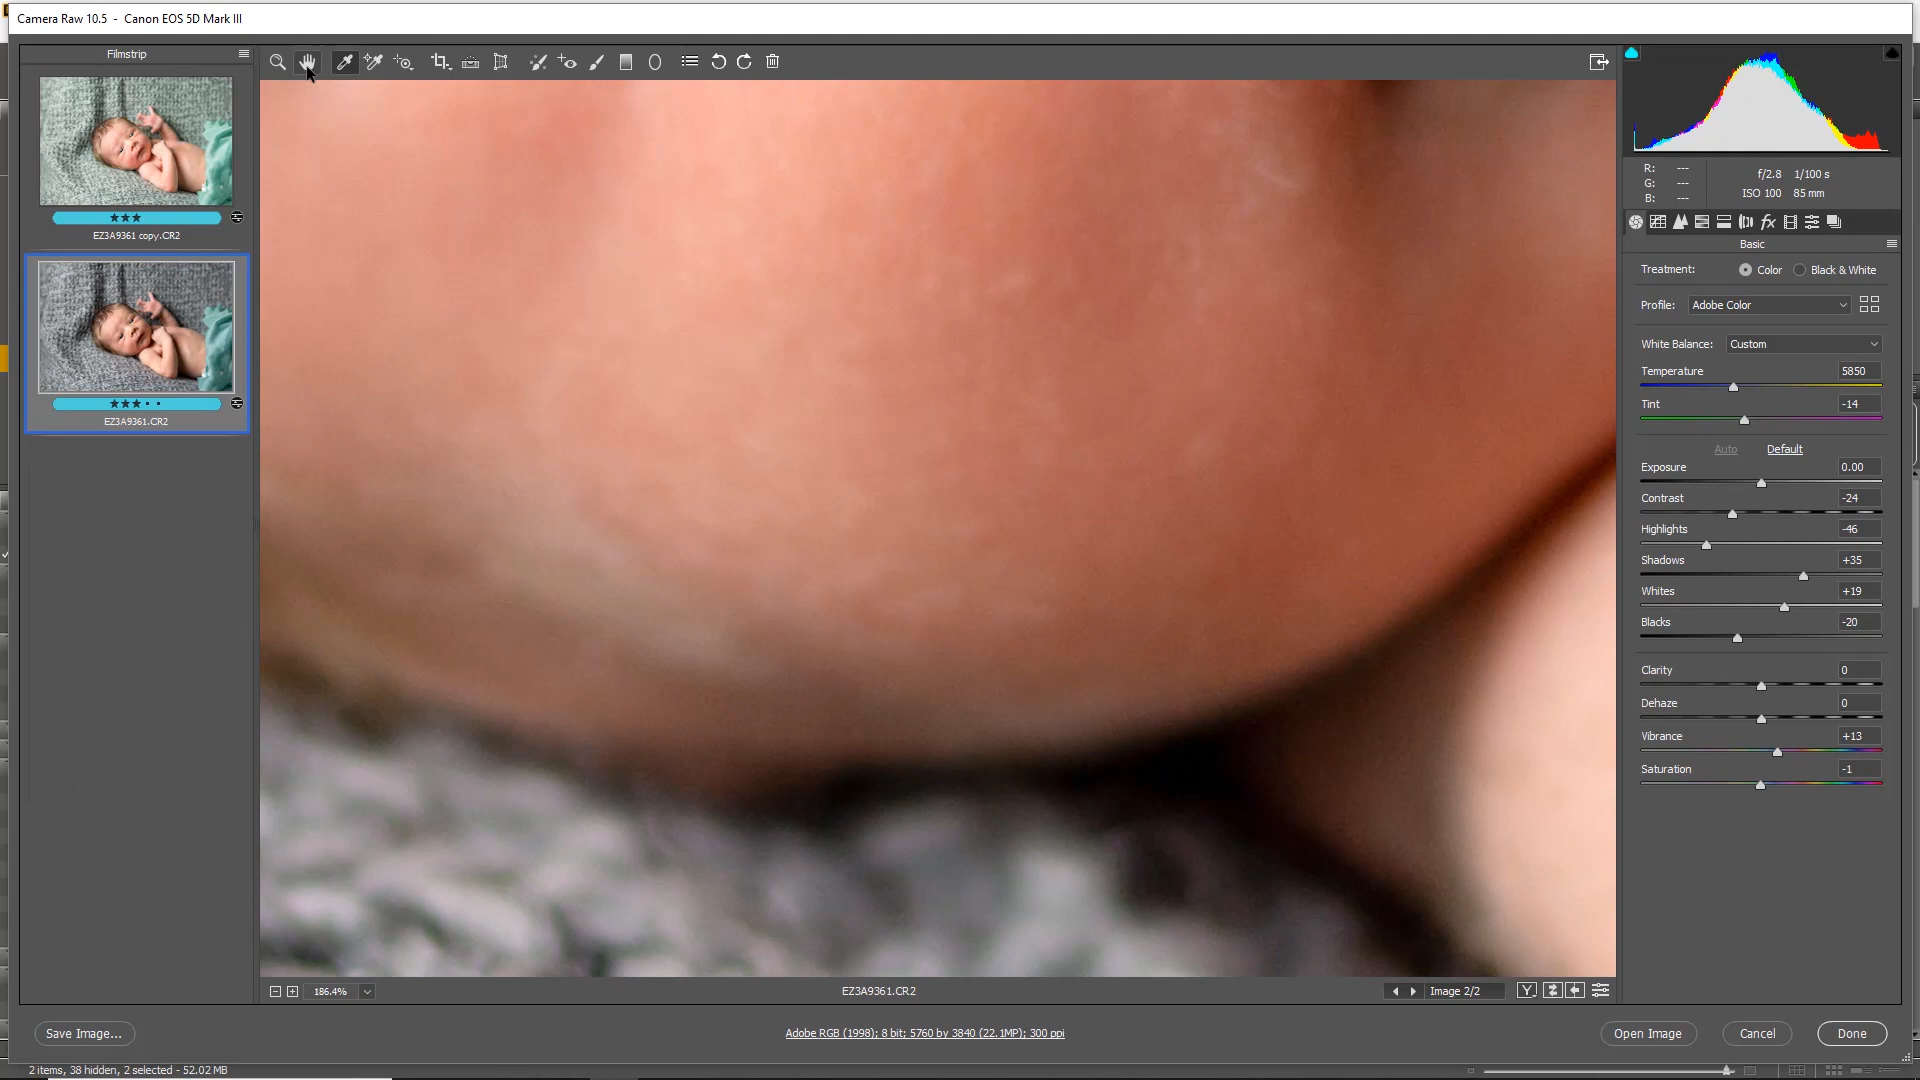 Camera Raw 10.5 - Canon EOS 5D Mark III
Filmstrip
EZ3A9361 copy.CR2
EZ3A9361.CR2
R: ---
G: ---
B: ---
f/2.8 1/100 s
ISO 100 85 mm
Basic
Treatment: Color Black & White
Profile: Adobe Color
White Balance: Custom
Temperature 5850
Tint -14
Auto Default
Exposure 0.00
Contrast -24
Highlights -46
Shadows +35
Whites +19
Blacks -20
Clarity 0
Dehaze 0
Vibrance +13
Saturation -1
186.4%
EZ3A9361.CR2
Image 2/2
Save Image...
Adobe RGB (1998); 8 bit; 5760 by 3840 (22.1MP); 300 ppi
Open Image
Cancel
Done
2 items, 38 hidden, 2 selected - 52.02 MB